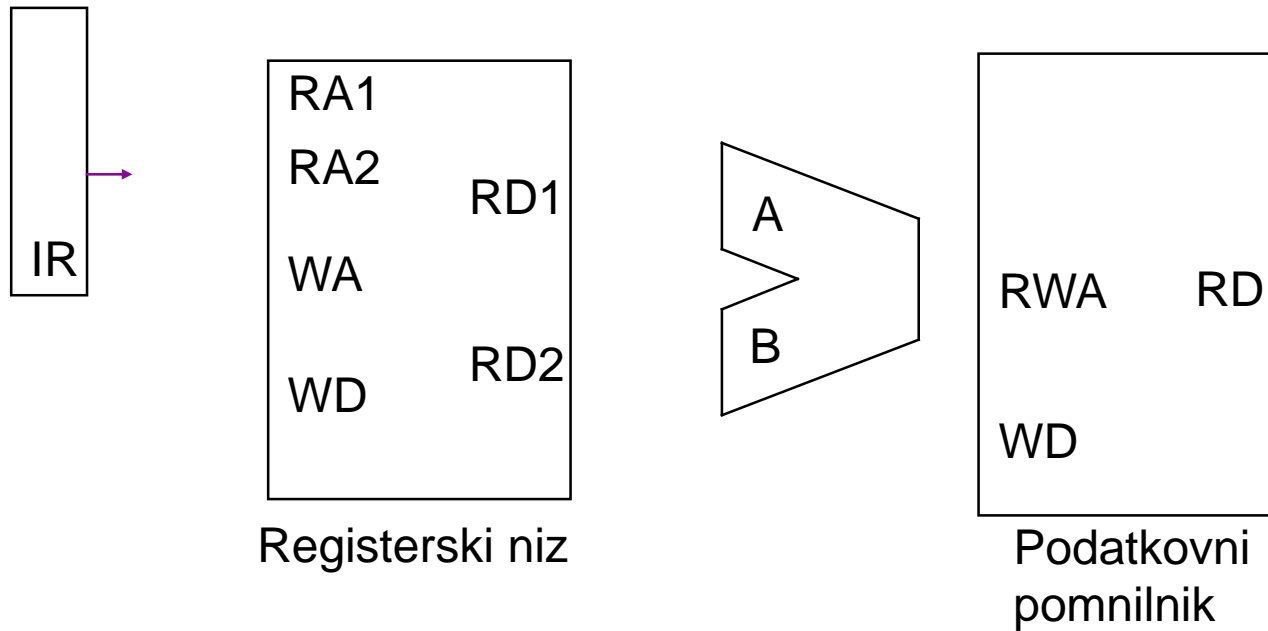 IR
RA1
RA2
RD1
WA
RD2
WD
Registerski niz
A
B
RWA RD
WD
Podatkovni
pomnilnik